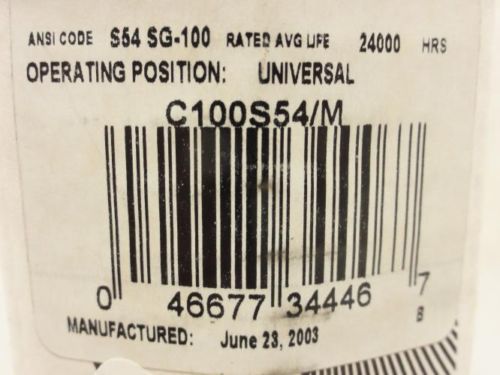 ANSI CODE S54 SG-100 RATED AVG LIFE 24000 HRS
OPERATING POSITION: UNIVERSAL
C100S54/M
0 46677 34446 7
B
MANUFACTURED: June 23, 2003